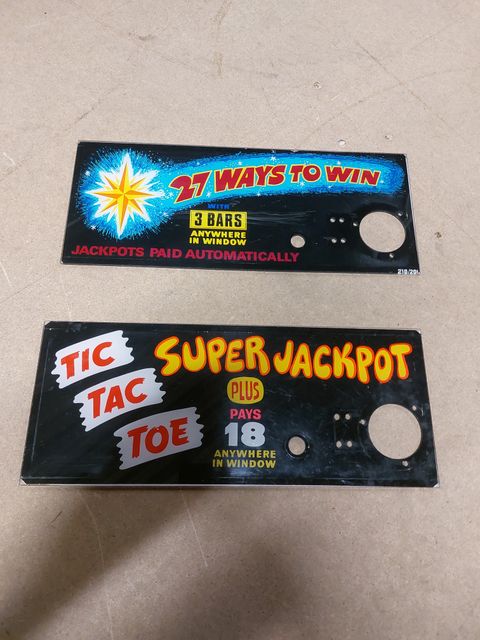 27 WAYS TO WIN
WITH
3 BARS
ANYWHERE
IN WINDOW
JACKPOTS PAID AUTOMATICALLY
TIC
TAC
TOE
SUPER JACKPOT
PLUS
PAYS
18
ANYWHERE
IN WINDOW